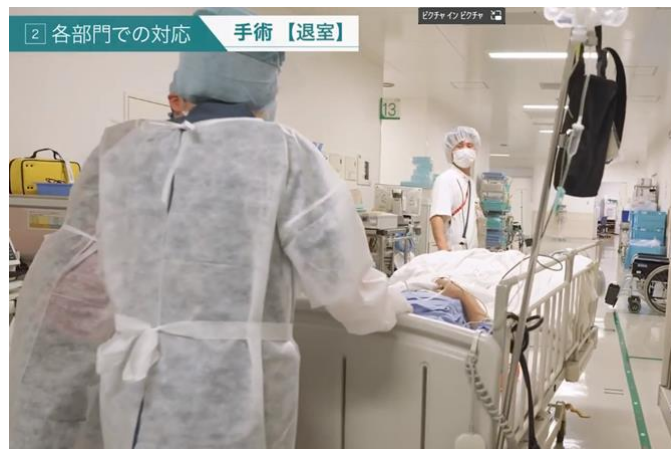 2 各部門での対応
手術 【退室】
ピクチャ イン ピクチャ
13